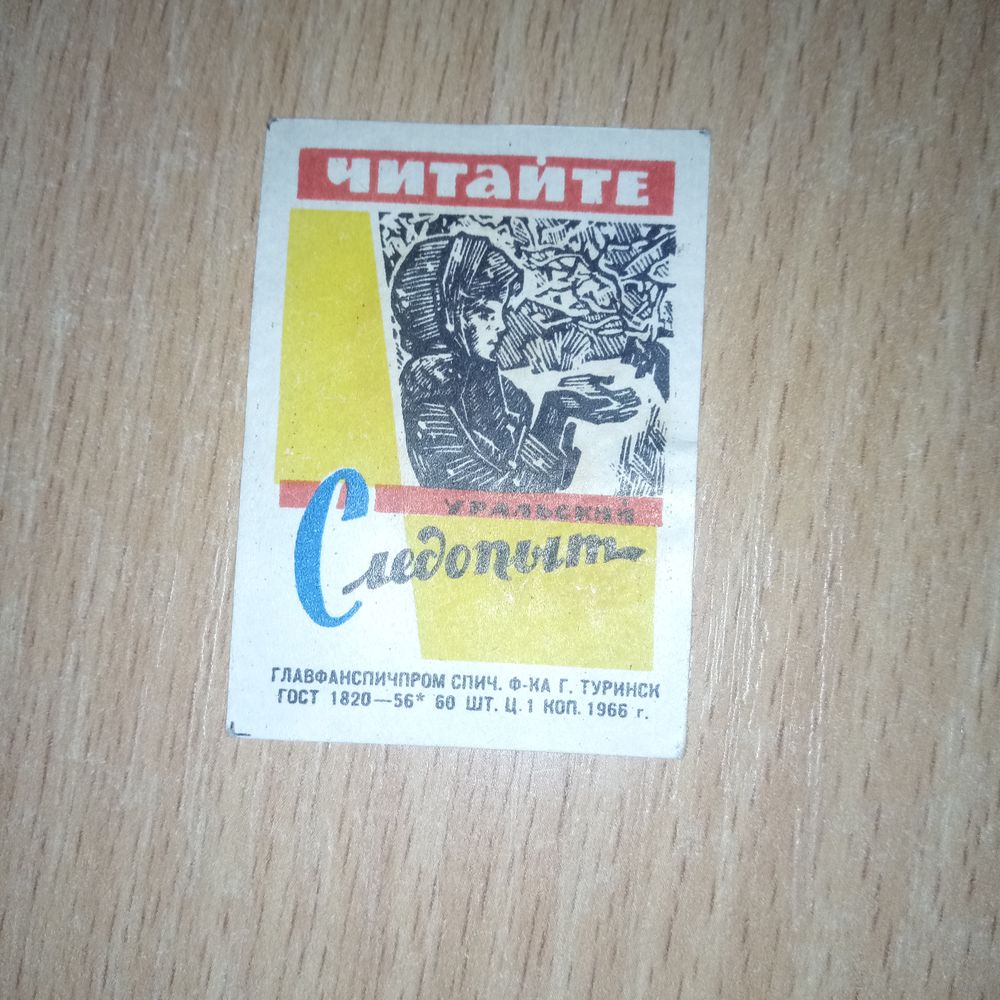 ЧИТАЙТЕ
УРАЛЬСКИЙ
Следопыт
ГЛАВФАНСПИЧПРОМ СПИЧ. Ф-КА Г. ТУРИНСК
ГОСТ 1820—56* 60 ШТ. Ц. 1 КОП. 1966 г.